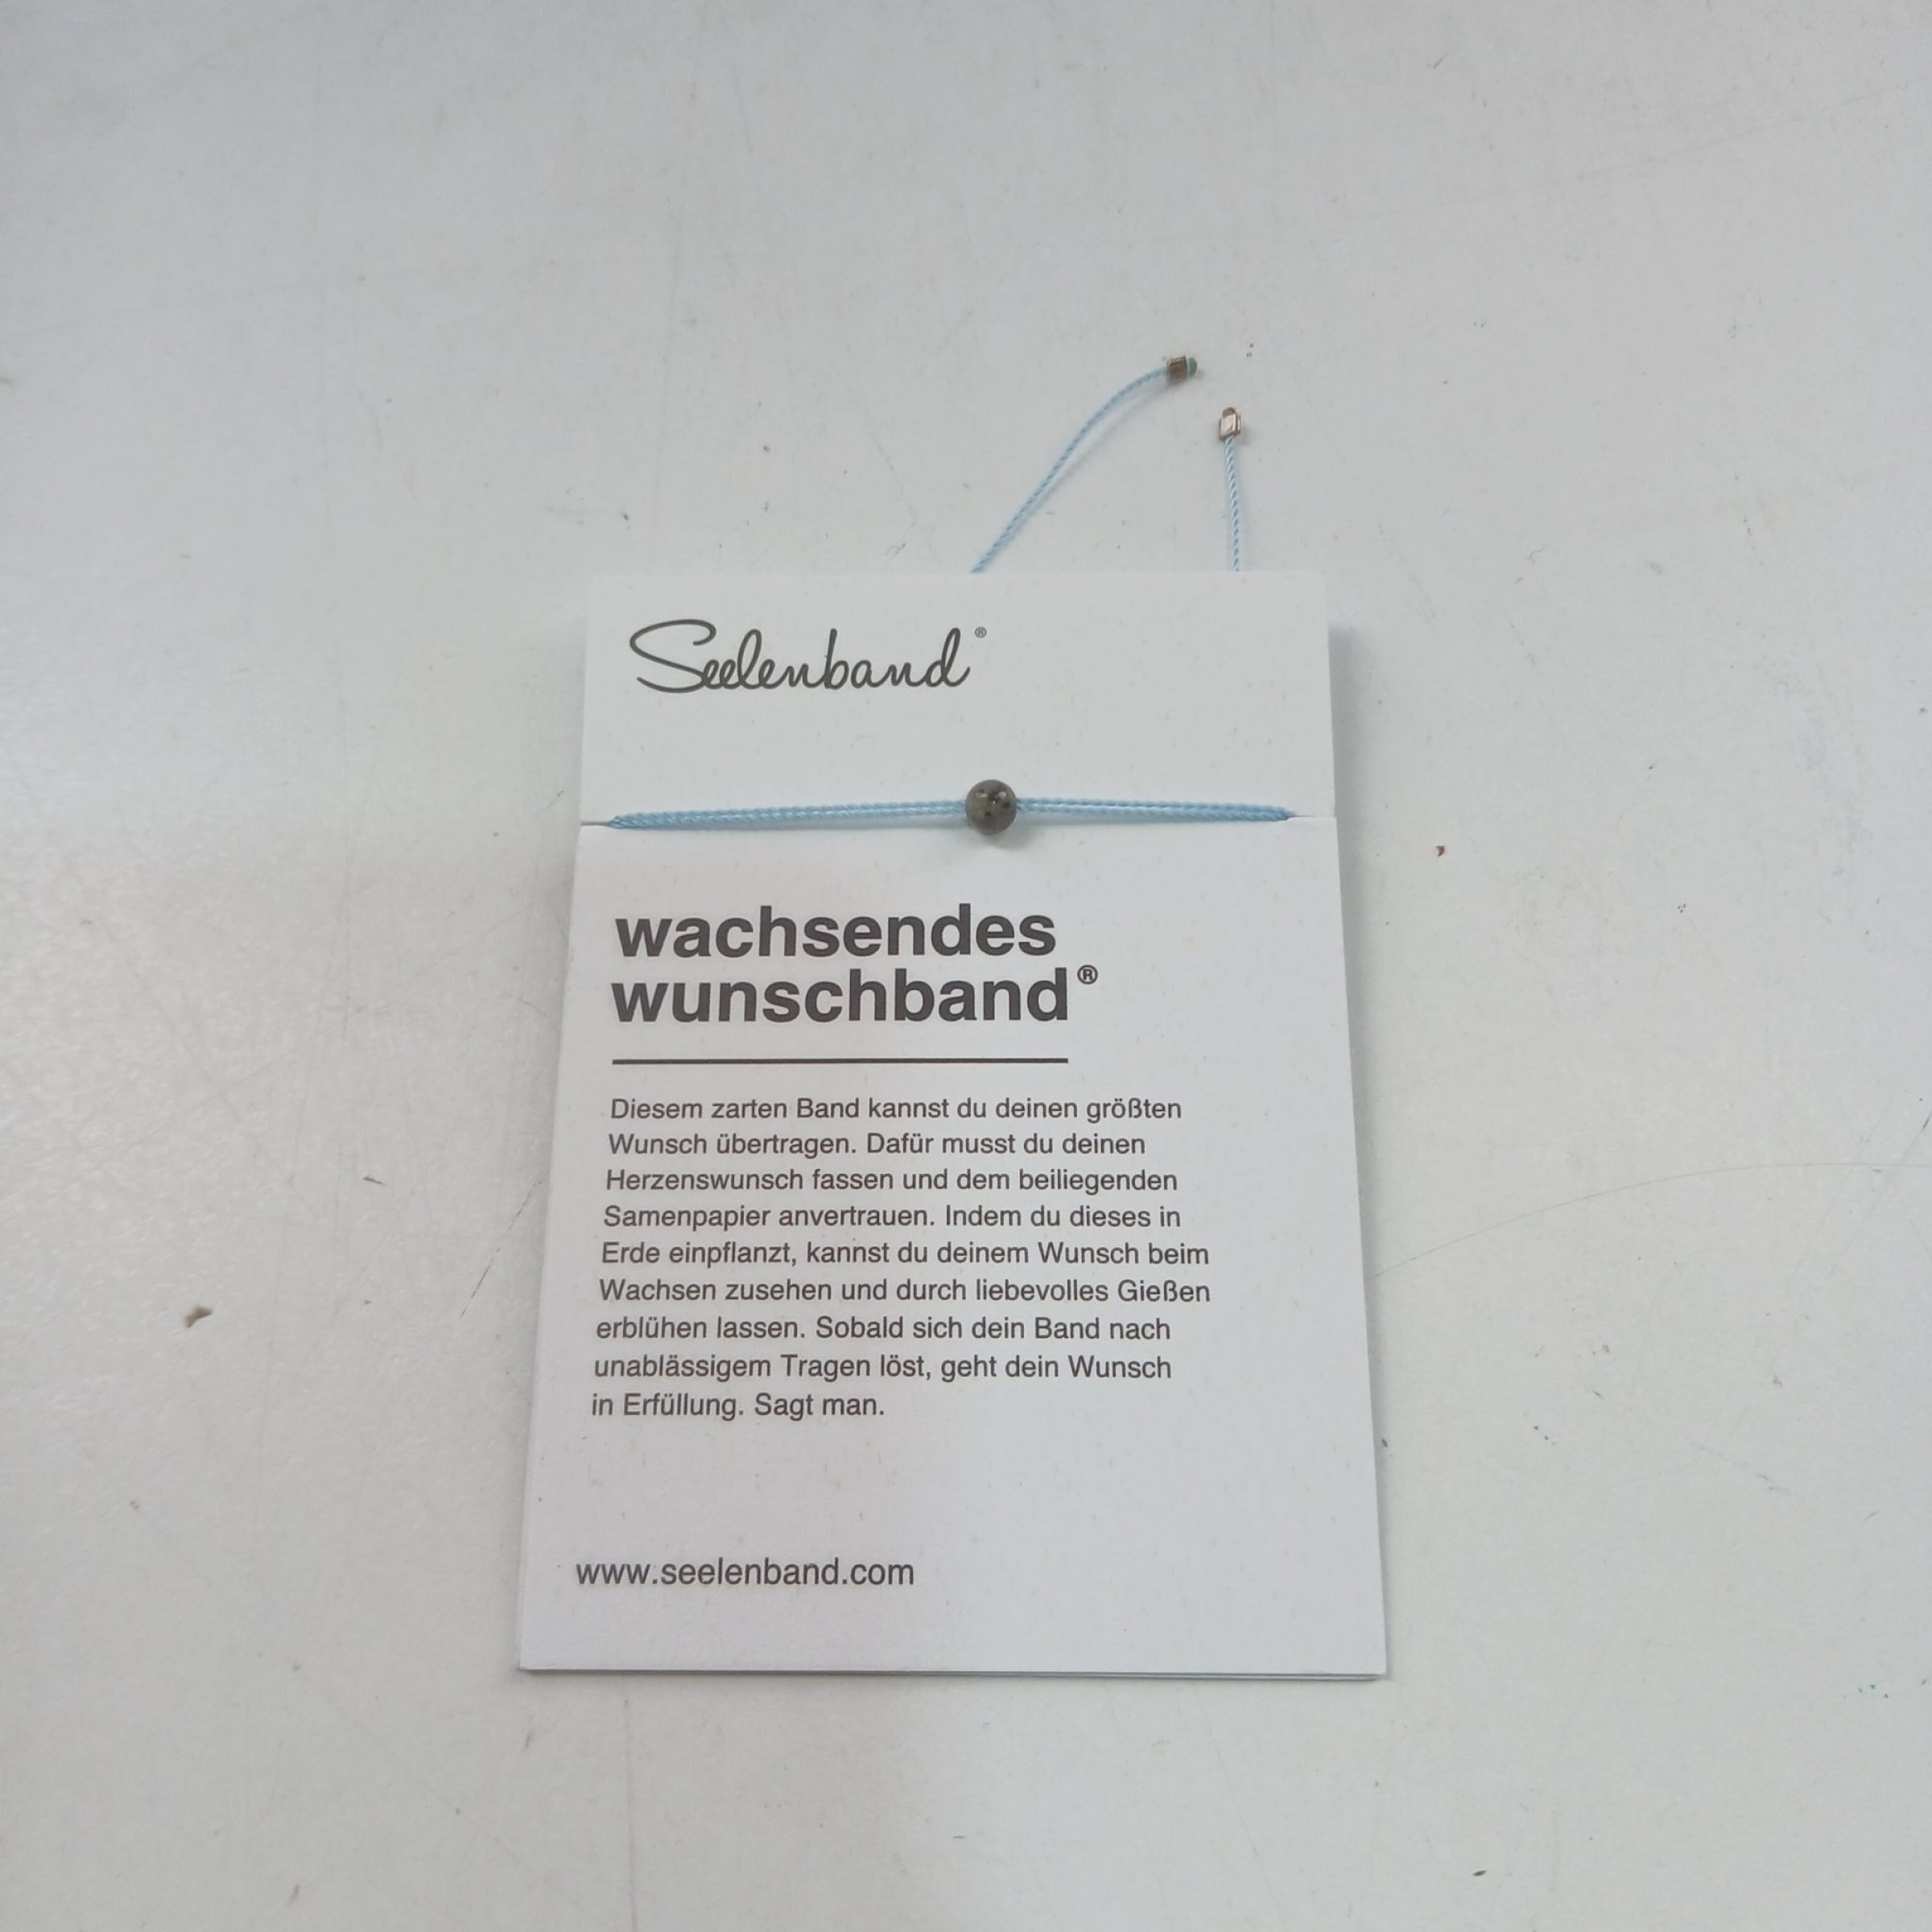 Seelenband®
wachsendes
wunschband®
Diesem zarten Band kannst du deinen größten
Wunsch übertragen. Dafür musst du deinen
Herzenswunsch fassen und dem beiliegenden
Samenpapier anvertrauen. Indem du dieses in
Erde einpflanzt, kannst du deinem Wunsch beim
Wachsen zusehen und durch liebevolles Gießen
erblühen lassen. Sobald sich dein Band nach
unablässigem Tragen löst, geht dein Wunsch
in Erfüllung. Sagt man.
www.seelenband.com